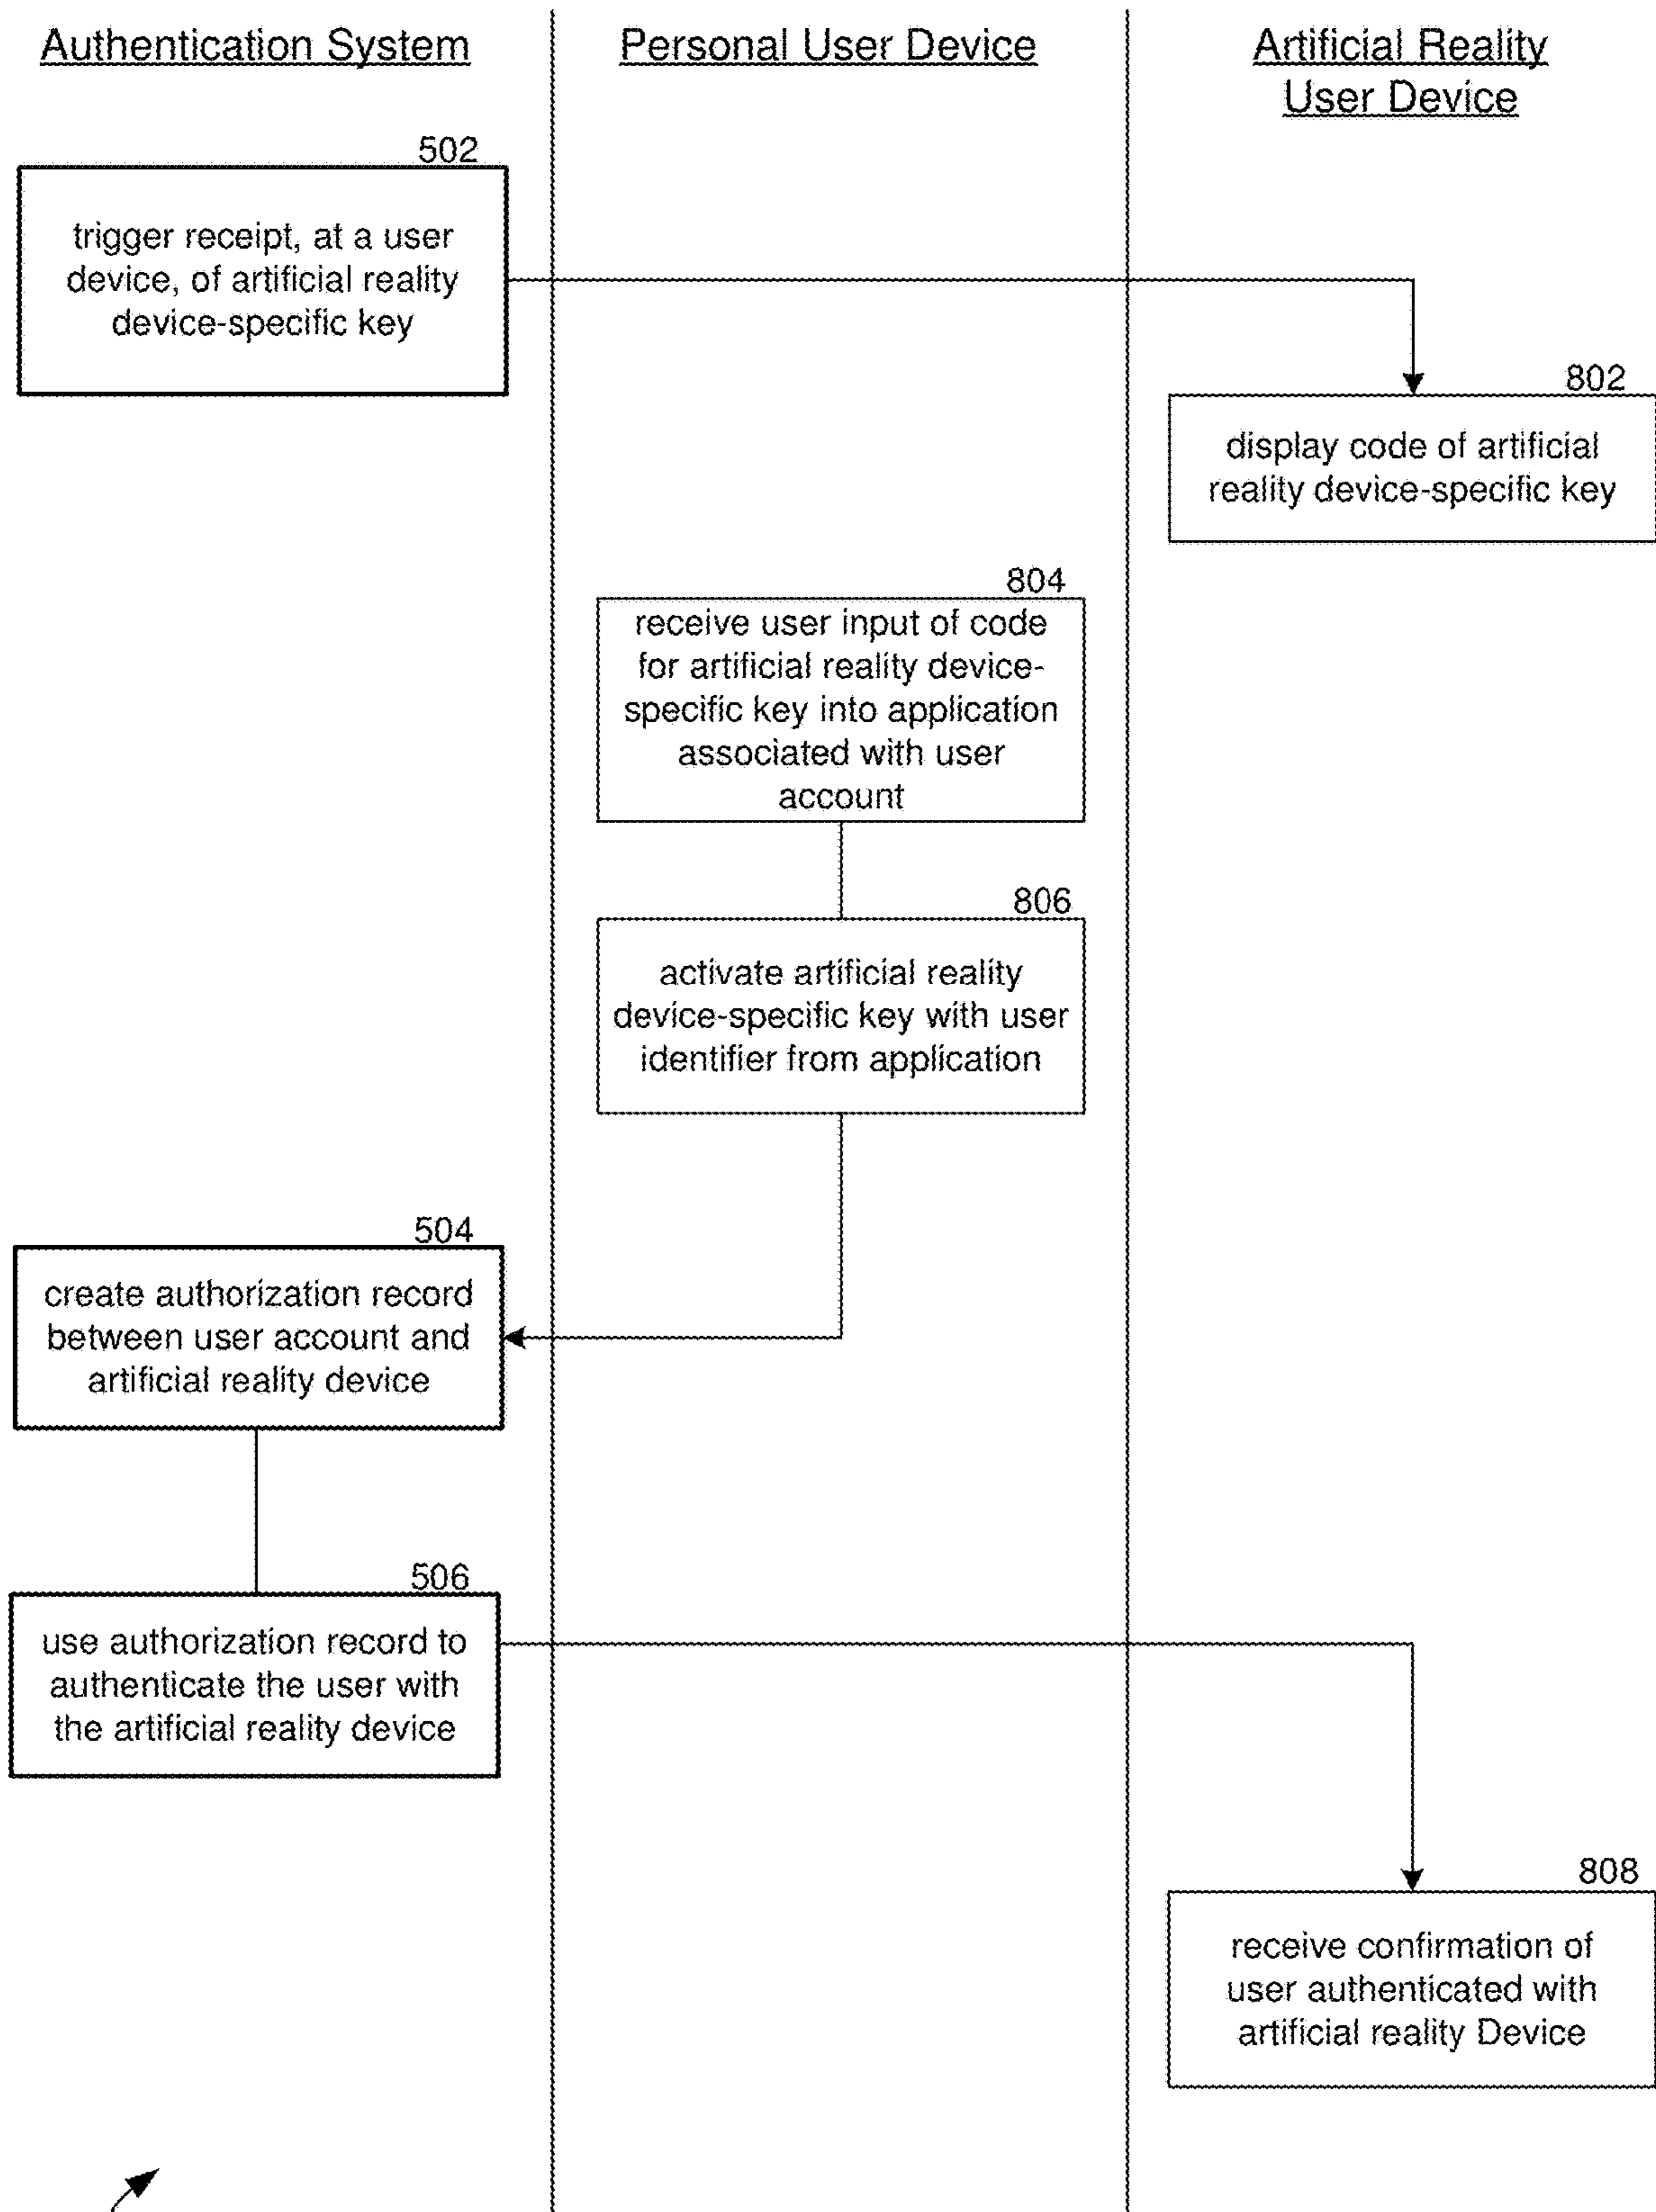 Authentication System
Personal User Device
Artificial Reality
User Device
502
trigger receipt, at a user
device, of artificial reality
device-specific key
802
display code of artificial
reality device-specific key
804
receive user input of code
for artificial reality device-
specific key into application
associated with user
account
806
activate artificial reality
device-specific key with user
identifier from application
504
create authorization record
between user account and
artificial reality device
506
use authorization record to
authenticate the user with
the artificial reality device
808
receive confirmation of
user authenticated with
artificial reality Device